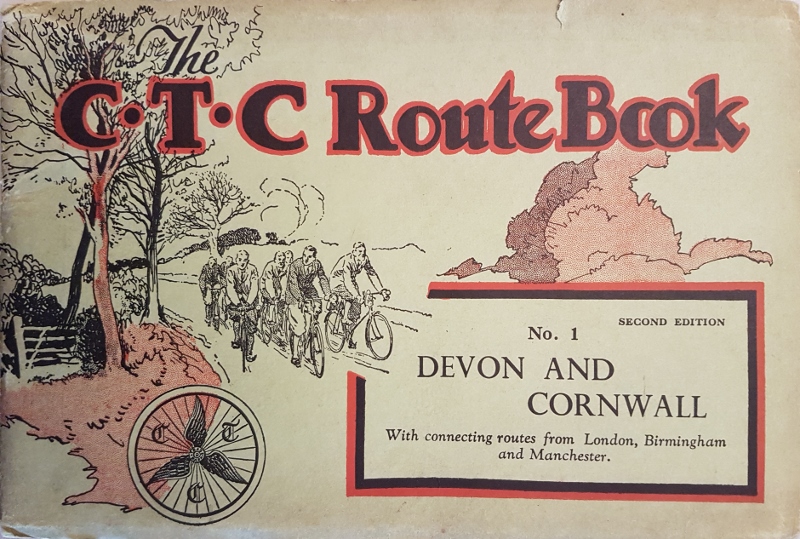 The
C·T·C Route Book
No. 1
SECOND EDITION
DEVON AND
CORNWALL
With connecting routes from London, Birmingham
and Manchester.
C T
C